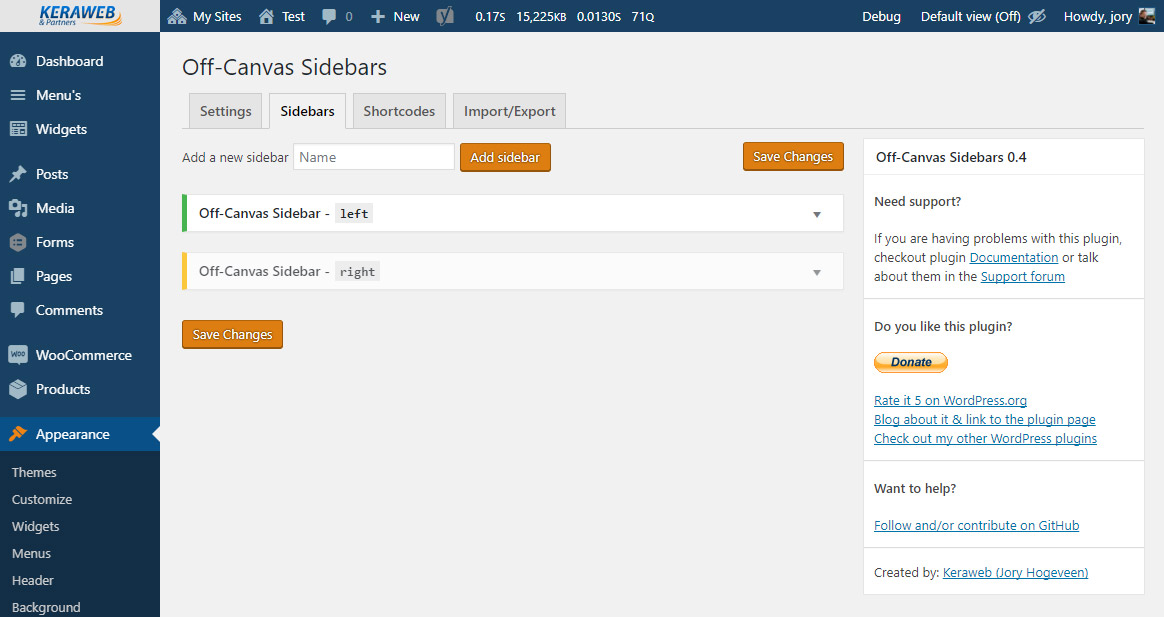 KERAWEB
& Partners
My Sites
Test
0
New
0.17S 15,225KB 0.0130S 71Q
Debug
Default view (Off)
Howdy, jory
Dashboard
Menu's
Widgets
Posts
Media
Forms
Pages
Comments
Woo WooCommerce
Products
Appearance
Themes
Customize
Widgets
Menus
Header
Background
Off-Canvas Sidebars
Settings
Sidebars
Shortcodes
Import/Export
Add a new sidebar
Name
Add sidebar
Save Changes
Off-Canvas Sidebar - left
Off-Canvas Sidebar - right
Save Changes
Off-Canvas Sidebars 0.4
Need support?
If you are having problems with this plugin,
checkout plugin Documentation or talk
about them in the Support forum
Do you like this plugin?
Donate
Rate it 5 on WordPress.org
Blog about it & link to the plugin page
Check out my other WordPress plugins
Want to help?
Follow and/or contribute on GitHub
Created by: Keraweb (Jory Hogeveen)